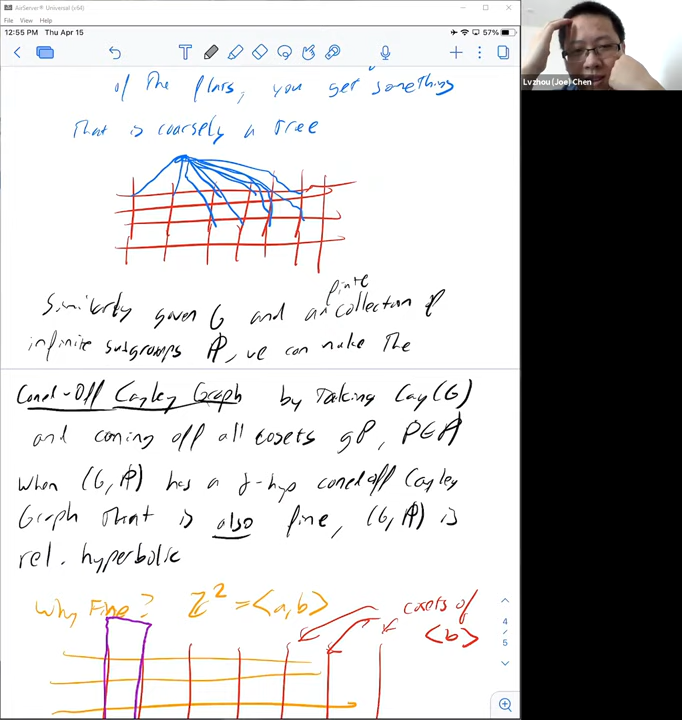 AirServer® Universal (x64)
File View Help
12:55 PM Thu Apr 15
57%
T
of the flats, you get something
that is coarsely a tree
Similarly given G and a finite collection of
infinite subgroups ℙ, we can make the
Coned-Off Cayley Graph by taking Cay(G)
and coning off all cosets gP, P∈ℙ
When (G, ℙ) has a δ-hyp coned off Cayley
Graph that is also fine, (G, ℙ) is
rel. hyperbolic
Why Fine? ℤ² = <a,b>
cosets of
<b>
4
/
5
Lvzhou (Joe) Chen